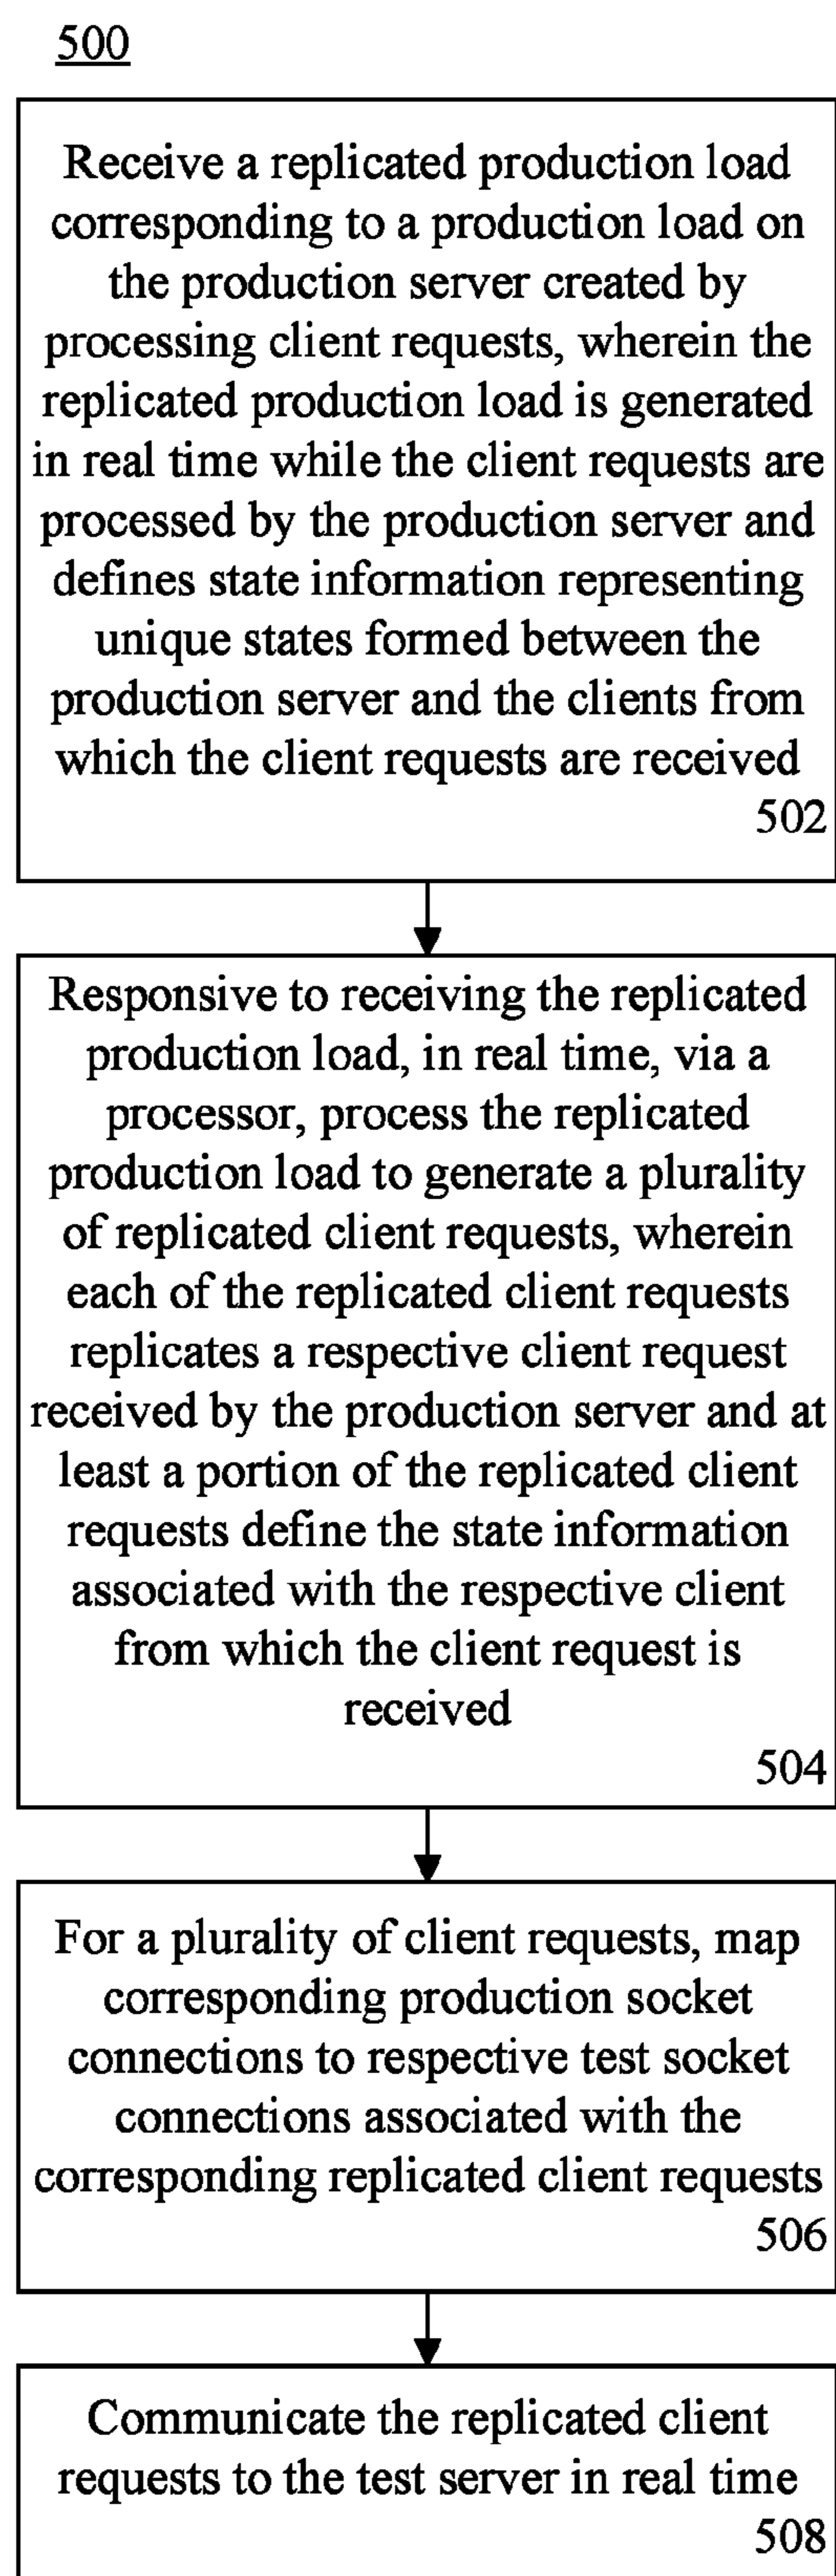 500
Receive a replicated production load
corresponding to a production load on
the production server created by
processing client requests, wherein the
replicated production load is generated
in real time while the client requests are
processed by the production server and
defines state information representing
unique states formed between the
production server and the clients from
which the client requests are received
502
Responsive to receiving the replicated
production load, in real time, via a
processor, process the replicated
production load to generate a plurality
of replicated client requests, wherein
each of the replicated client requests
replicates a respective client request
received by the production server and at
least a portion of the replicated client
requests define the state information
associated with the respective client
from which the client request is
received
504
For a plurality of client requests, map
corresponding production socket
connections to respective test socket
connections associated with the
corresponding replicated client requests
506
Communicate the replicated client
requests to the test server in real time
508